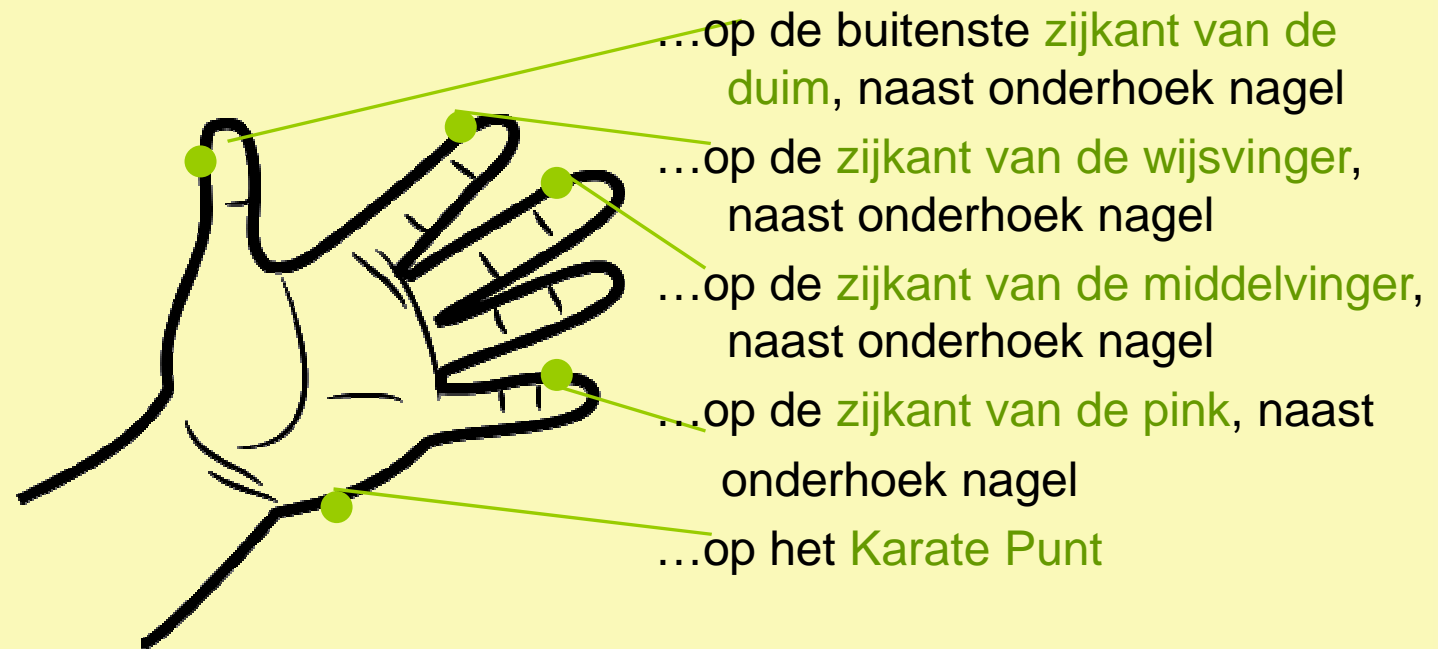 …op de buitenste zijkant van de
duim, naast onderhoek nagel
…op de zijkant van de wijsvinger,
naast onderhoek nagel
…op de zijkant van de middelvinger,
naast onderhoek nagel
…op de zijkant van de pink, naast
onderhoek nagel
…op het Karate Punt